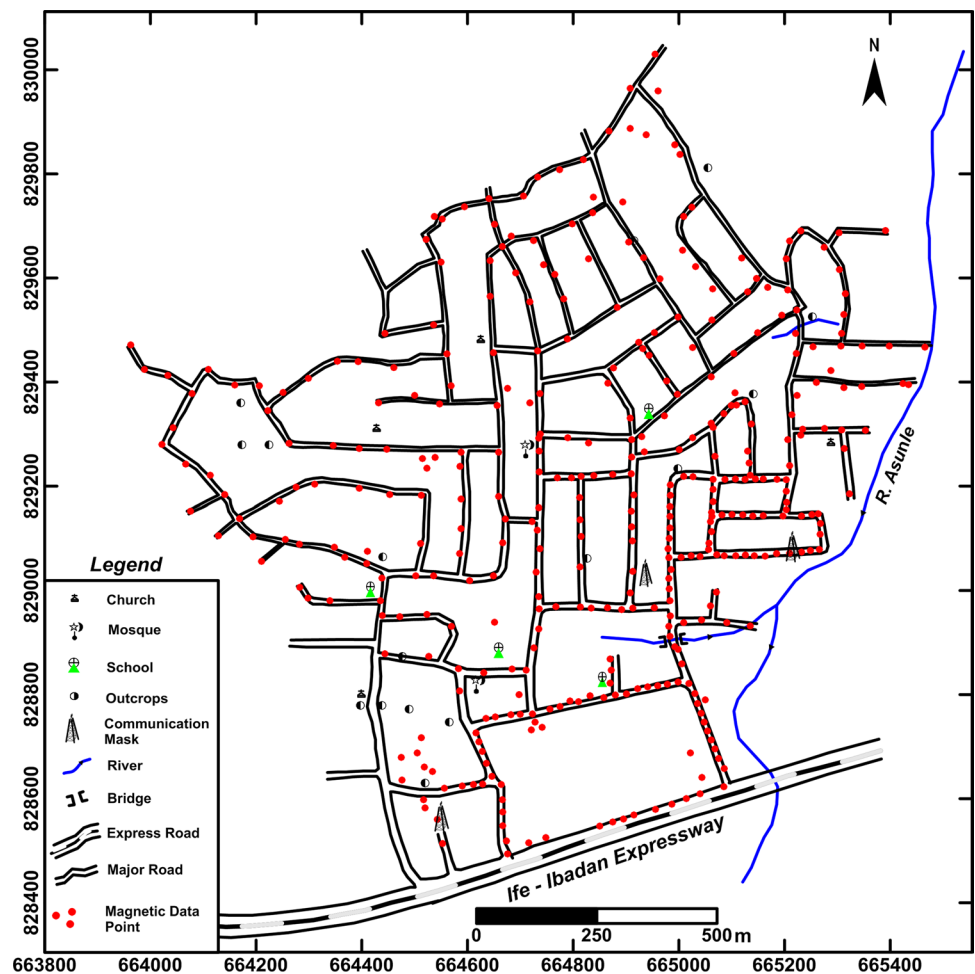 830000
829800
829600
829400
829200
829000
828800
828600
828400
N
R. Asunle
Legend
Church
Mosque
School
Outcrops
Communication
Mask
River
Bridge
Express Road
Major Road
Magnetic Data
Point
Ife - Ibadan Expressway
0 250 500 m
663800 664000 664200 664400 664600 664800 665000 665200 665400